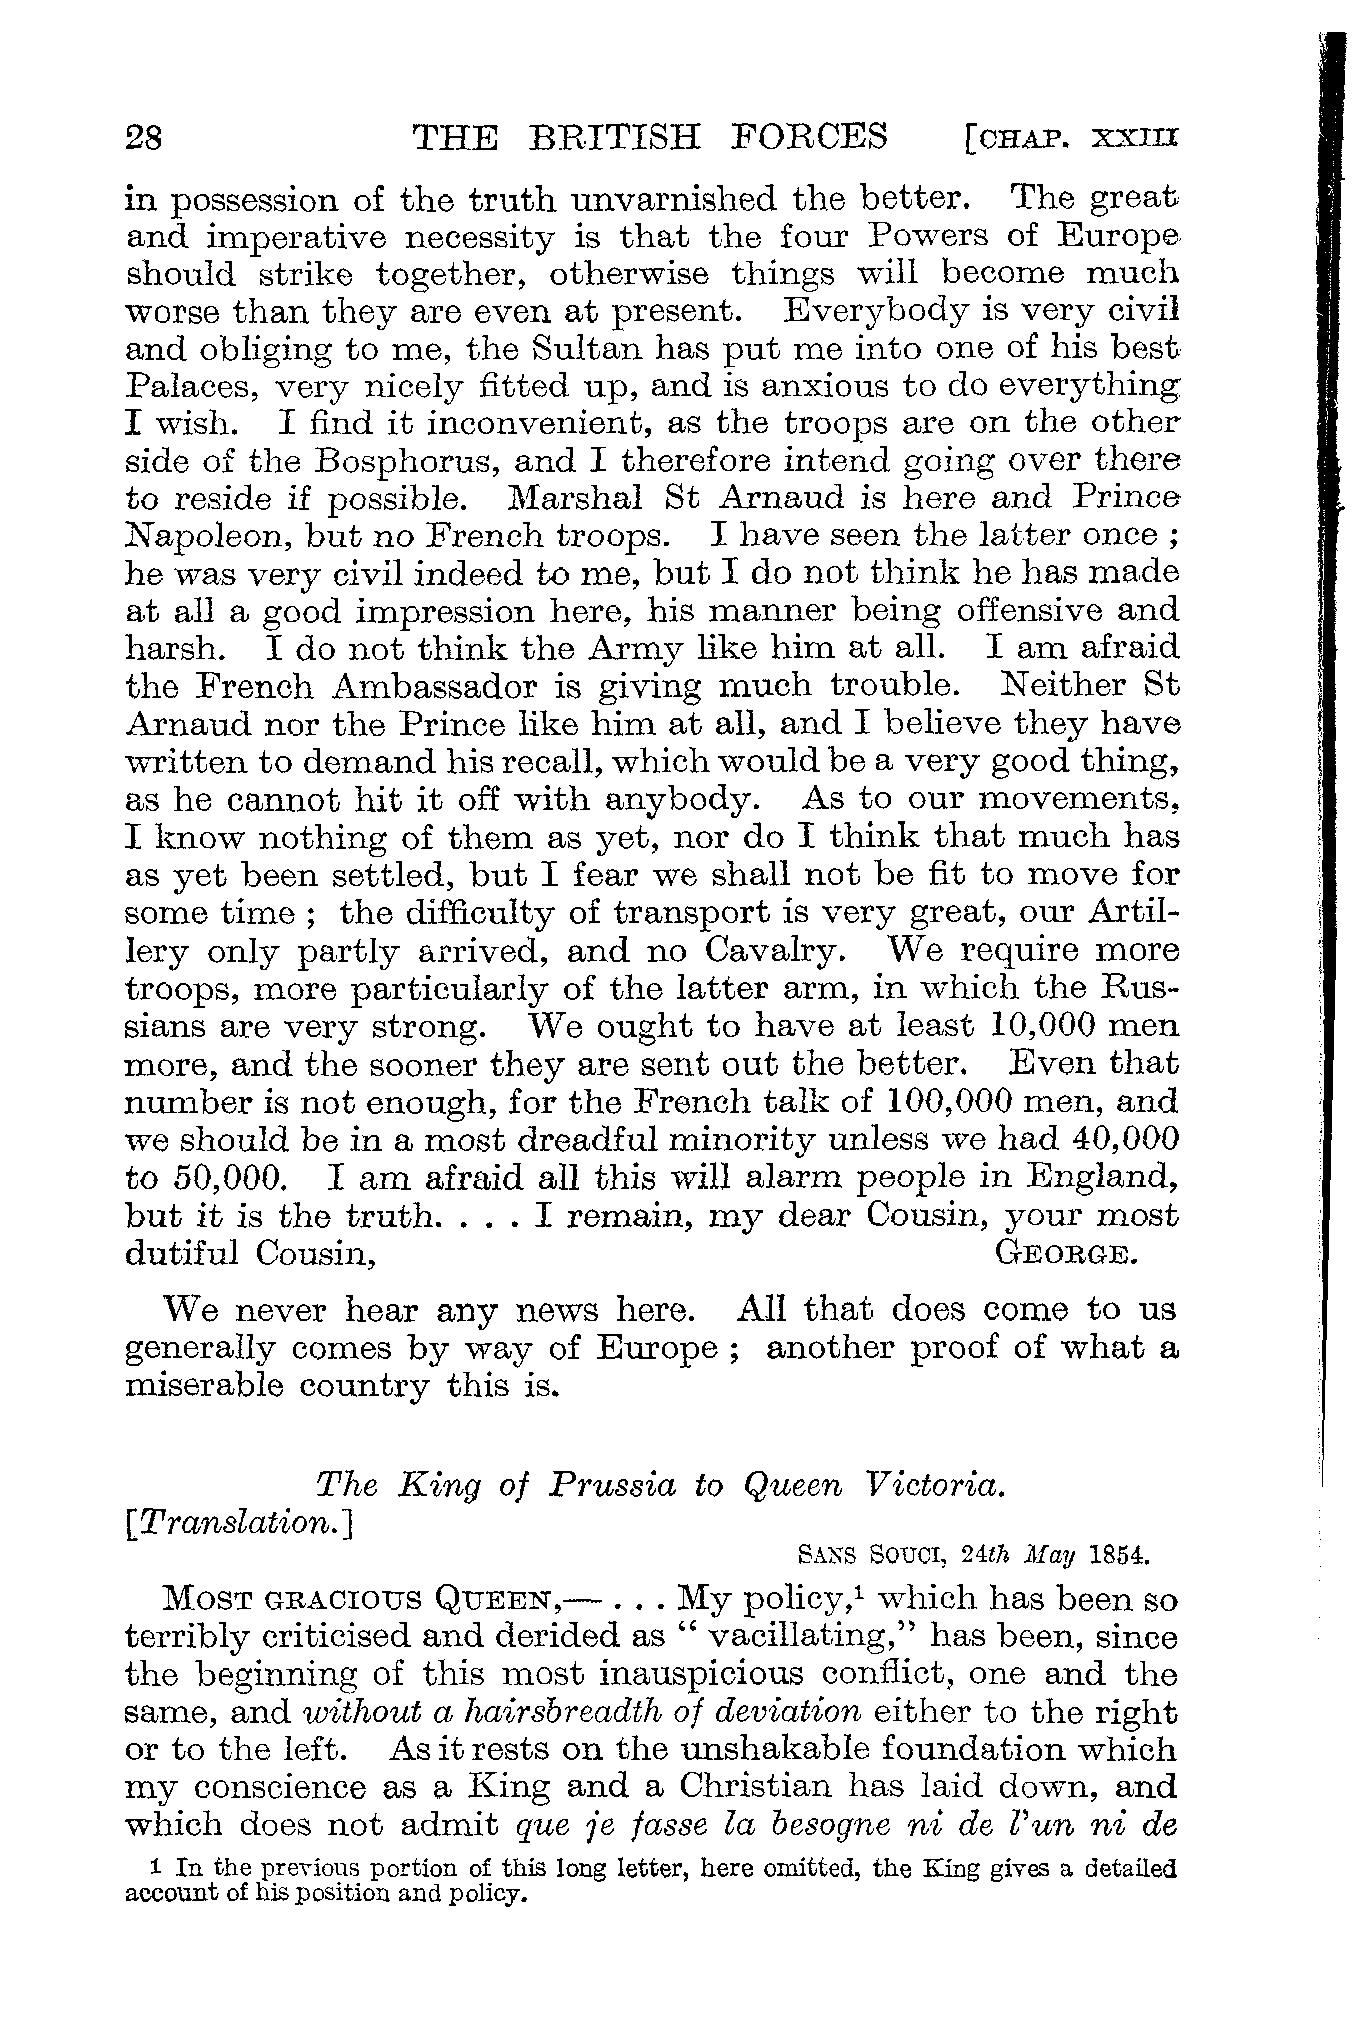 28 THE BRITISH FORCES [CHAP. XXIII
in possession of the truth unvarnished the better. The great
and imperative necessity is that the four Powers of Europe
should strike together, otherwise things will become much
worse than they are even at present. Everybody is very civil
and obliging to me, the Sultan has put me into one of his best
Palaces, very nicely fitted up, and is anxious to do everything
I wish. I find it inconvenient, as the troops are on the other
side of the Bosphorus, and I therefore intend going over there
to reside if possible. Marshal St Arnaud is here and Prince
Napoleon, but no French troops. I have seen the latter once ;
he was very civil indeed to me, but I do not think he has made
at all a good impression here, his manner being offensive and
harsh. I do not think the Army like him at all. I am afraid
the French Ambassador is giving much trouble. Neither St
Arnaud nor the Prince like him at all, and I believe they have
written to demand his recall, which would be a very good thing,
as he cannot hit it off with anybody. As to our movements,
I know nothing of them as yet, nor do I think that much has
as yet been settled, but I fear we shall not be fit to move for
some time ; the difficulty of transport is very great, our Artil-
lery only partly arrived, and no Cavalry. We require more
troops, more particularly of the latter arm, in which the Rus-
sians are very strong. We ought to have at least 10,000 men
more, and the sooner they are sent out the better. Even that
number is not enough, for the French talk of 100,000 men, and
we should be in a most dreadful minority unless we had 40,000
to 50,000. I am afraid all this will alarm people in England,
but it is the truth. . . . I remain, my dear Cousin, your most
dutiful Cousin, GEORGE.
We never hear any news here. All that does come to us
generally comes by way of Europe ; another proof of what a
miserable country this is.
The King of Prussia to Queen Victoria.
[Translation.]
SANS SOUCI, 24th May 1854.
MOST GRACIOUS QUEEN,— . . . My policy,¹ which has been so
terribly criticised and derided as “ vacillating,” has been, since
the beginning of this most inauspicious conflict, one and the
same, and without a hairsbreadth of deviation either to the right
or to the left. As it rests on the unshakable foundation which
my conscience as a King and a Christian has laid down, and
which does not admit que je fasse la besogne ni de l'un ni de
1 In the previous portion of this long letter, here omitted, the King gives a detailed
account of his position and policy.